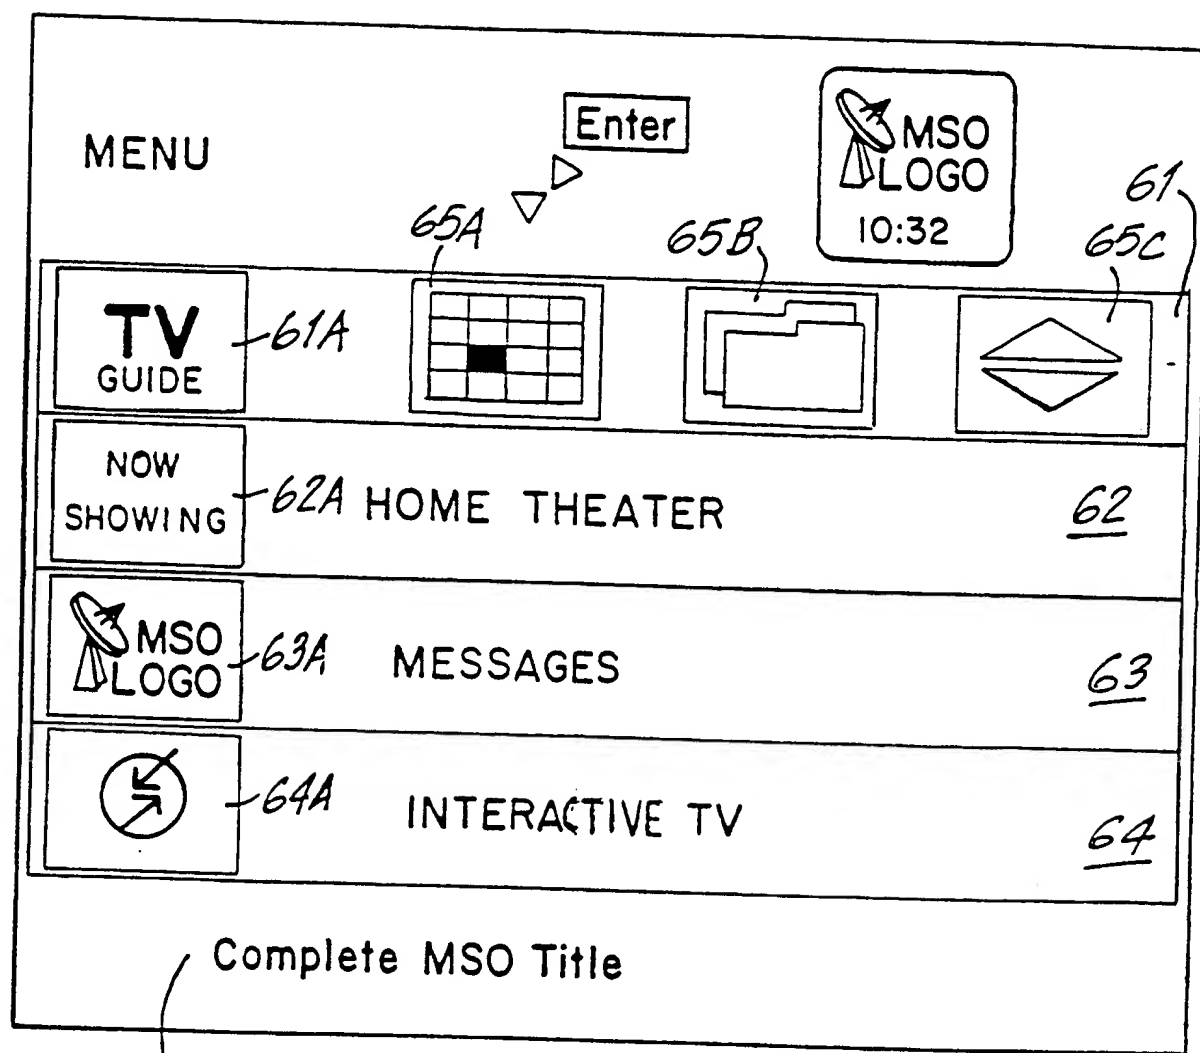 Enter
MSO
LOGO
10:32
MENU
61
65A
65B
65C
TV
GUIDE
61A
NOW
SHOWING
62A
HOME THEATER
62
MSO
LOGO
63A
MESSAGES
63
64A
INTERACTIVE TV
64
Complete MSO Title